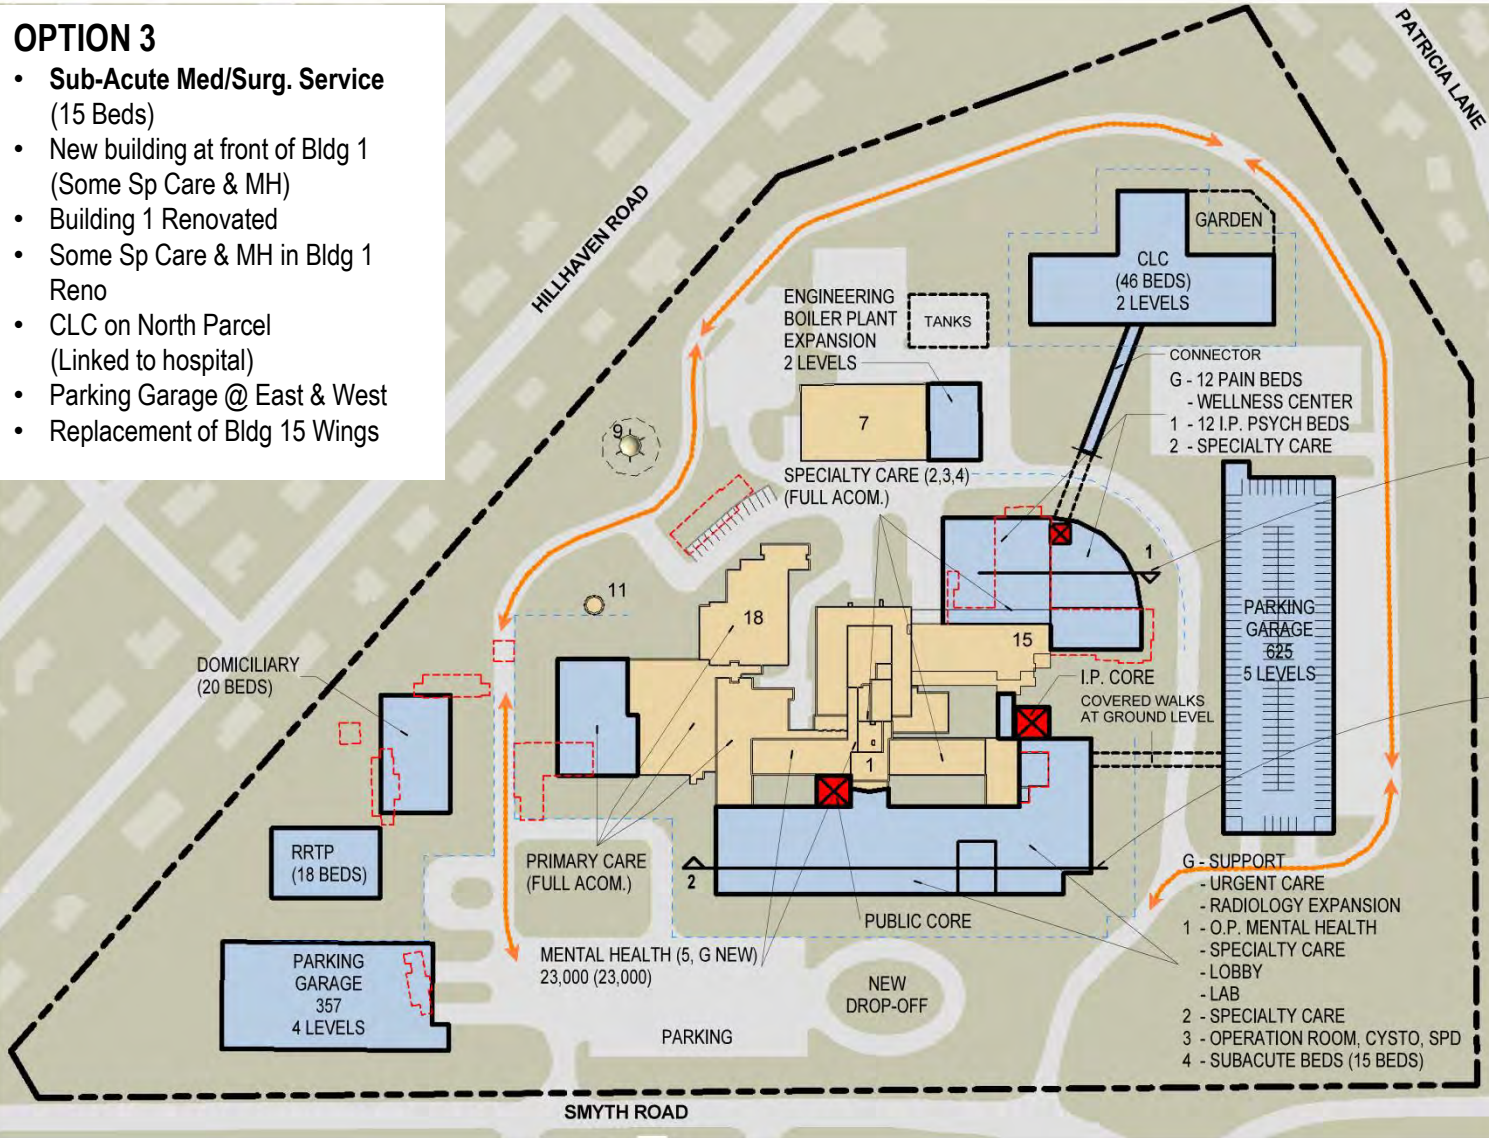 OPTION 3
• Sub-Acute Med/Surg. Service
(15 Beds)
• New building at front of Bldg 1
(Some Sp Care & MH)
• Building 1 Renovated
• Some Sp Care & MH in Bldg 1
Reno
• CLC on North Parcel
(Linked to hospital)
• Parking Garage @ East & West
• Replacement of Bldg 15 Wings
PATRICIA LANE
HILLHAVEN ROAD
GARDEN
CLC
(46 BEDS)
2 LEVELS
ENGINEERING
BOILER PLANT
EXPANSION
2 LEVELS
TANKS
CONNECTOR
G - 12 PAIN BEDS
- WELLNESS CENTER
1 - 12 I.P. PSYCH BEDS
2 - SPECIALTY CARE
7
9
SPECIALTY CARE (2,3,4)
(FULL ACOM.)
1
11
18
15
PARKING
GARAGE
625
5 LEVELS
DOMICILIARY
(20 BEDS)
I.P. CORE
COVERED WALKS
AT GROUND LEVEL
1
RRTP
(18 BEDS)
PRIMARY CARE
(FULL ACOM.)
2
PUBLIC CORE
G - SUPPORT
- URGENT CARE
- RADIOLOGY EXPANSION
1 - O.P. MENTAL HEALTH
- SPECIALTY CARE
- LOBBY
- LAB
2 - SPECIALTY CARE
3 - OPERATION ROOM, CYSTO, SPD
4 - SUBACUTE BEDS (15 BEDS)
MENTAL HEALTH (5, G NEW)
23,000 (23,000)
PARKING
GARAGE
357
4 LEVELS
NEW
DROP-OFF
PARKING
SMYTH ROAD